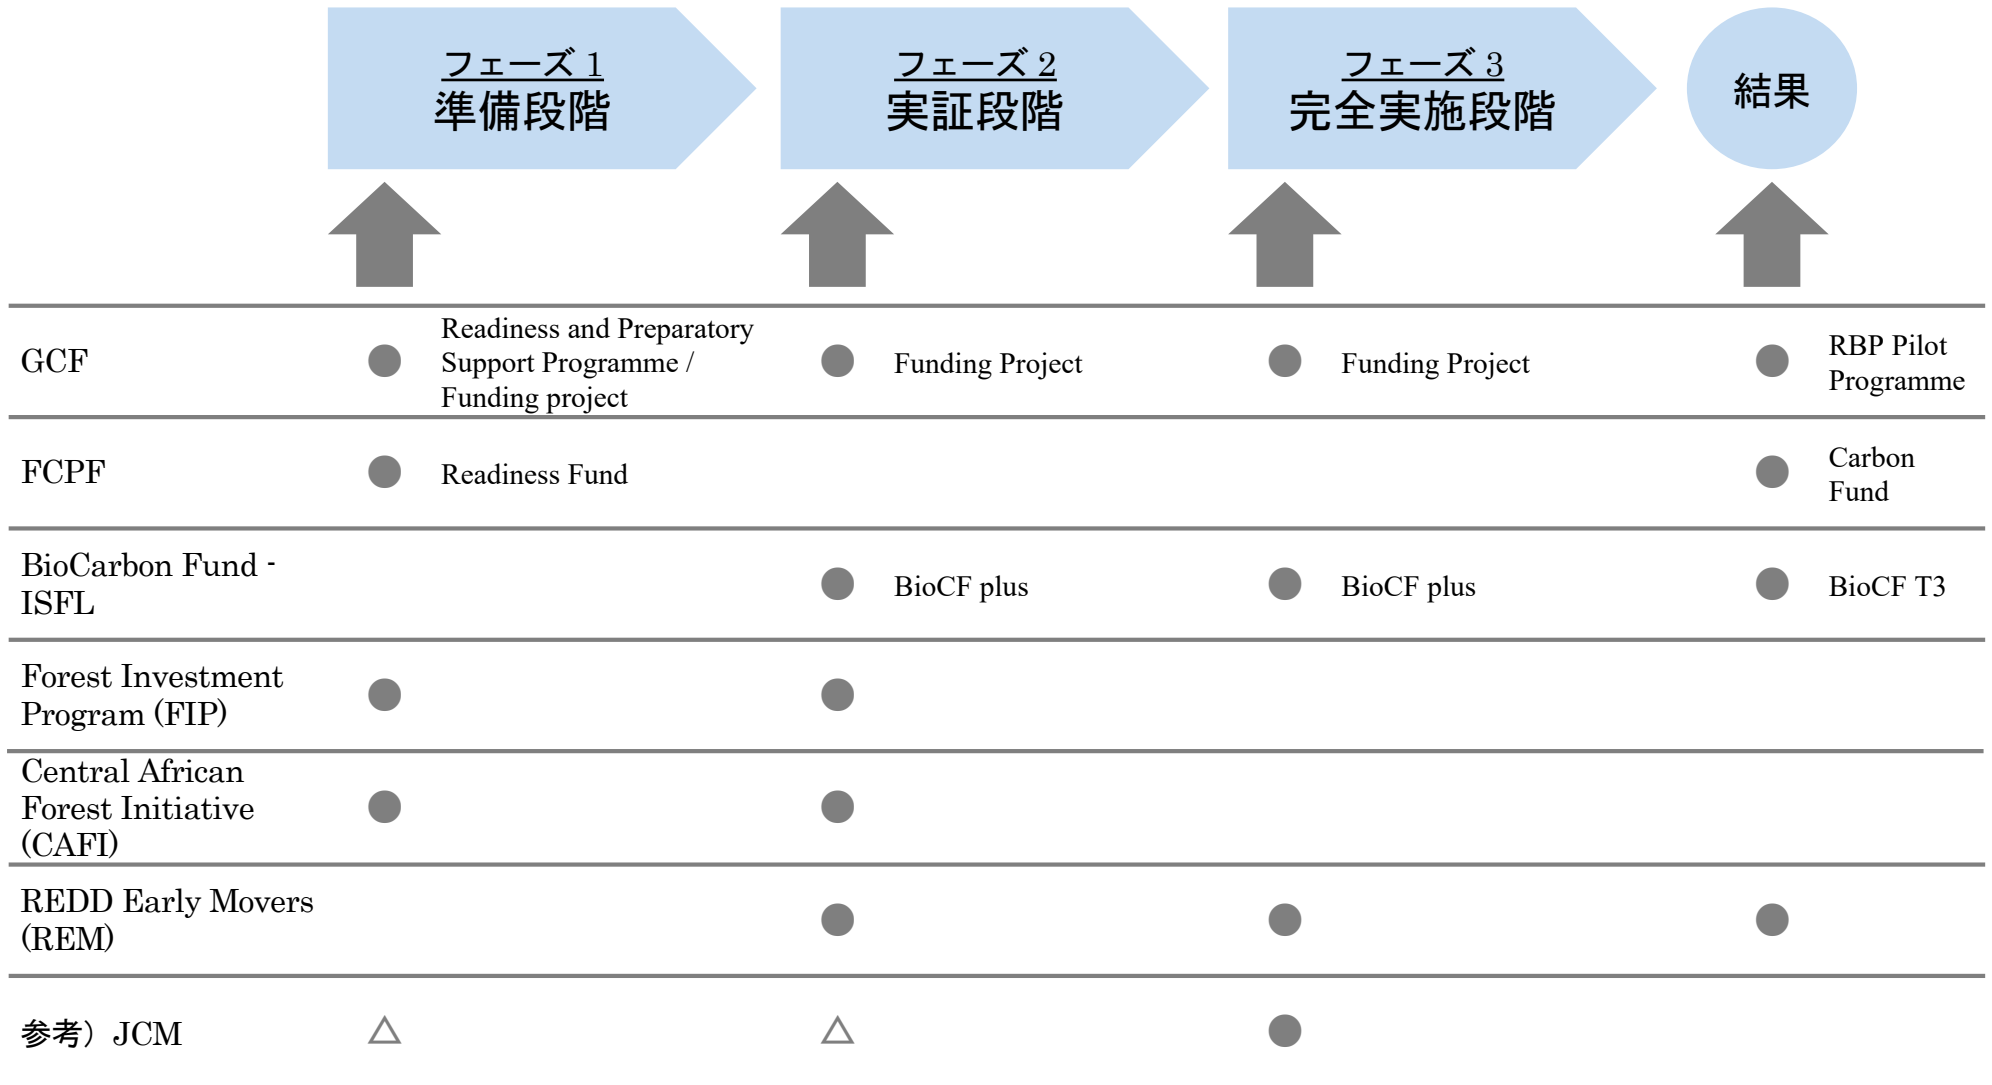 フェーズ 1
準備段階
フェーズ 2
実証段階
フェーズ 3
完全実施段階
結果
GCF
Readiness and Preparatory
Support Programme /
Funding project
Funding Project
Funding Project
RBP Pilot
Programme
FCPF
Readiness Fund
Carbon
Fund
BioCarbon Fund -
ISFL
BioCF plus
BioCF plus
BioCF T3
Forest Investment
Program (FIP)
Central African
Forest Initiative
(CAFI)
REDD Early Movers
(REM)
参考）JCM